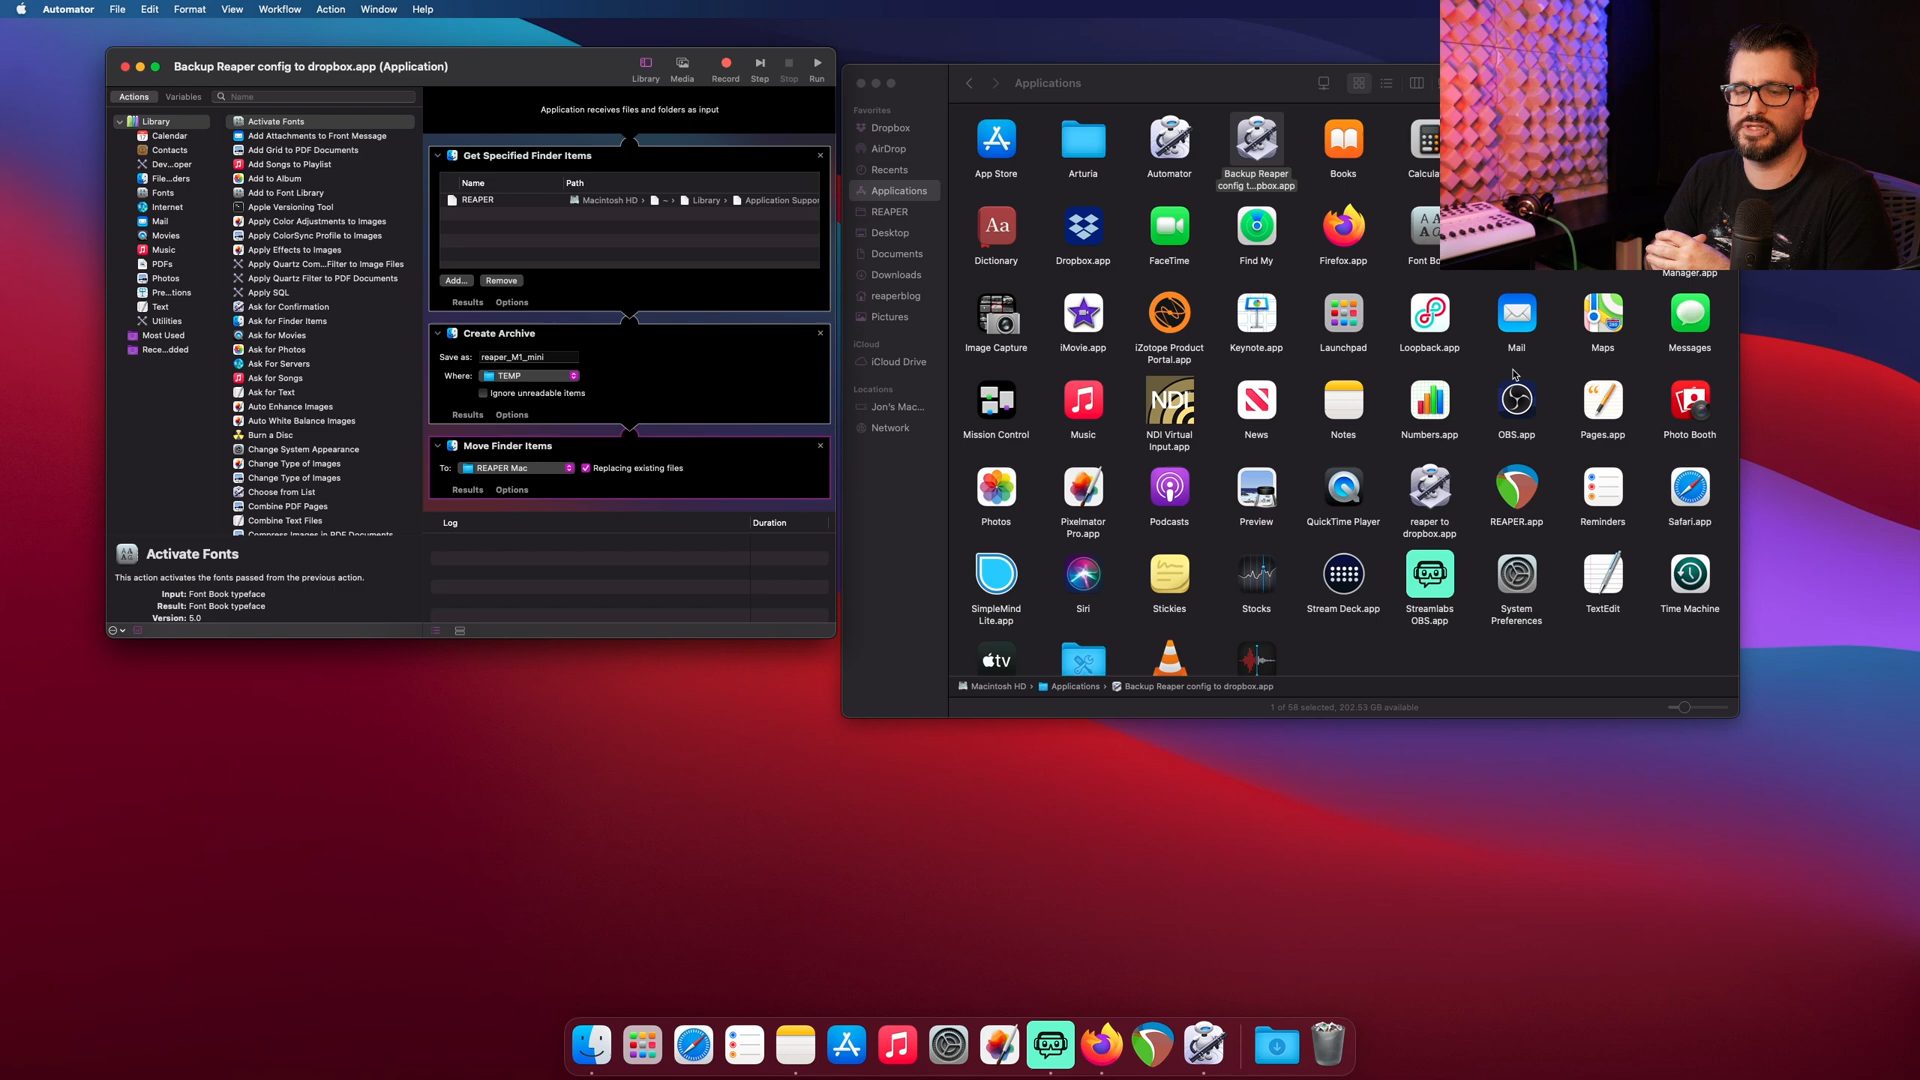 Automator File Edit Format View Workflow Action Window Help
Backup Reaper config to dropbox.app (Application)
Library Media Record Step Stop Run
Actions Variables Name
Library
Calendar
Contacts
Dev...oper
File...ders
Fonts
Internet
Mail
Movies
Music
PDFs
Photos
Pre...tions
Text
Utilities
Most Used
Rece...dded
Activate Fonts
Add Attachments to Front Message
Add Grid to PDF Documents
Add Songs to Playlist
Add to Album
Add to Font Library
Apple Versioning Tool
Apply Color Adjustments to Images
Apply ColorSync Profile to Images
Apply Effects to Images
Apply Quartz Com...Filter to Image Files
Apply Quartz Filter to PDF Documents
Apply SQL
Ask for Confirmation
Ask for Finder Items
Ask for Movies
Ask for Photos
Ask For Servers
Ask for Songs
Ask for Text
Auto Enhance Images
Auto White Balance Images
Burn a Disc
Change System Appearance
Change Type of Images
Change Type of Images
Choose from List
Combine PDF Pages
Combine Text Files
Compress Images in PDF Documents
Activate Fonts
This action activates the fonts passed from the previous action.
Input: Font Book typeface
Result: Font Book typeface
Version: 5.0
Application receives files and folders as input
Get Specified Finder Items
Name Path
REAPER Macintosh HD › ~ › Library › Application Suppor
Add... Remove
Results Options
Create Archive
Save as: reaper_M1_mini
Where: TEMP
Ignore unreadable items
Results Options
Move Finder Items
To: REAPER Mac Replacing existing files
Results Options
Log Duration
Applications
Favorites
Dropbox
AirDrop
Recents
Applications
REAPER
Desktop
Documents
Downloads
reaperblog
Pictures
iCloud
iCloud Drive
Locations
Jon's Mac...
Network
App Store Arturia Automator Backup Reaper Books Calcula
config t...pbox.app
Aa
Dictionary Dropbox.app FaceTime Find My Firefox.app Font Bo
Manager.app
Image Capture iMovie.app iZotope Product Keynote.app Launchpad Loopback.app Mail Maps Messages
Portal.app
NDI
Mission Control Music NDI Virtual News Notes Numbers.app OBS.app Pages.app Photo Booth
Input.app
Photos Pixelmator Podcasts Preview QuickTime Player reaper to REAPER.app Reminders Safari.app
Pro.app dropbox.app
SimpleMind Siri Stickies Stocks Stream Deck.app Streamlabs System TextEdit Time Machine
Lite.app OBS.app Preferences
tv
Macintosh HD › Applications › Backup Reaper config to dropbox.app
1 of 58 selected, 202.53 GB available